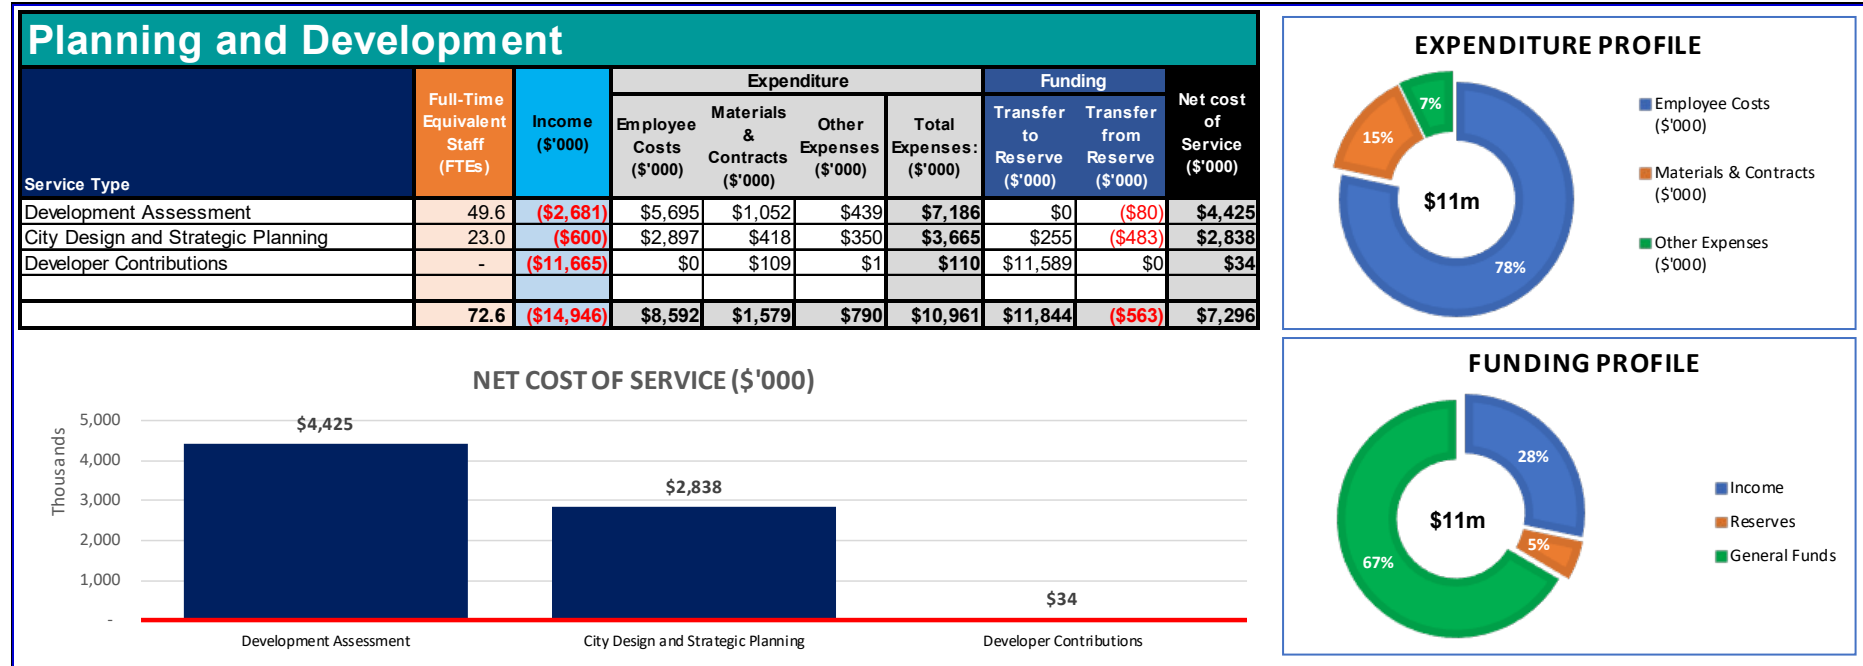 Planning and Development
Service Type
Full-Time
Equivalent
Staff
(FTEs)
Income
($'000)
Expenditure
Employee
Costs
($'000)
Materials
&
Contracts
($'000)
Other
Expenses
($'000)
Total
Expenses:
($'000)
Funding
Transfer
to
Reserve
($'000)
Transfer
from
Reserve
($'000)
Net cost
of
Service
($'000)
Development Assessment 49.6 ($2,681) $5,695 $1,052 $439 $7,186 $0 ($80) $4,425
City Design and Strategic Planning 23.0 ($600) $2,897 $418 $350 $3,665 $255 ($483) $2,838
Developer Contributions - ($11,665) $0 $109 $1 $110 $11,589 $0 $34
72.6 ($14,946) $8,592 $1,579 $790 $10,961 $11,844 ($563) $7,296
NET COST OF SERVICE ($'000)
Thousands
5,000
4,000
3,000
2,000
1,000
-
$4,425
$2,838
$34
Development Assessment
City Design and Strategic Planning
Developer Contributions
EXPENDITURE PROFILE
7%
15%
78%
$11m
Employee Costs
($'000)
Materials & Contracts
($'000)
Other Expenses
($'000)
FUNDING PROFILE
28%
5%
67%
$11m
Income
Reserves
General Funds